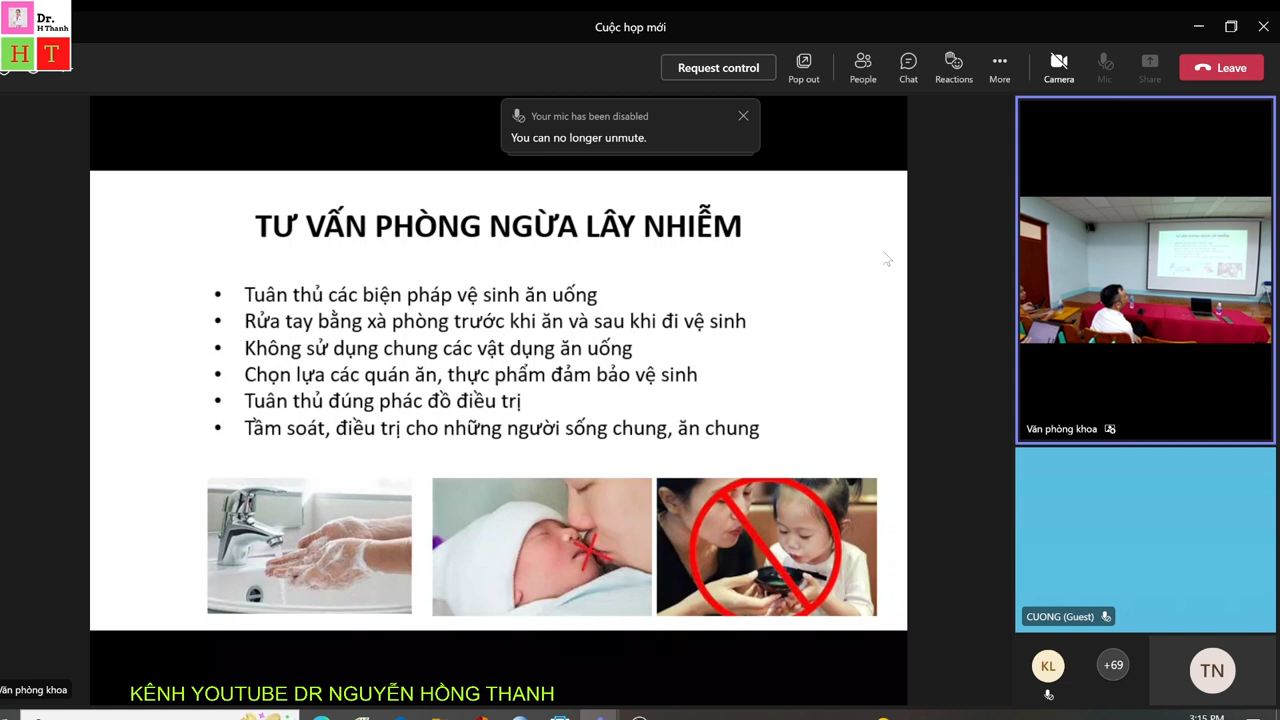 Dr.
H Thanh
H T
Cuộc họp mới
Request control
Pop out
People
Chat
Reactions
More
Camera
Mic
Share
Leave
Your mic has been disabled
You can no longer unmute.
TƯ VẤN PHÒNG NGỪA LÂY NHIỄM
• Tuân thủ các biện pháp vệ sinh ăn uống
• Rửa tay bằng xà phòng trước khi ăn và sau khi đi vệ sinh
• Không sử dụng chung các vật dụng ăn uống
• Chọn lựa các quán ăn, thực phẩm đảm bảo vệ sinh
• Tuân thủ đúng phác đồ điều trị
• Tầm soát, điều trị cho những người sống chung, ăn chung
TƯ VẤN PHÒNG NGỪA LÂY NHIỄM
Văn phòng khoa
CUONG (Guest)
KL
+69
TN
Văn phòng khoa
KÊNH YOUTUBE DR NGUYỄN HỒNG THANH
3:15 PM